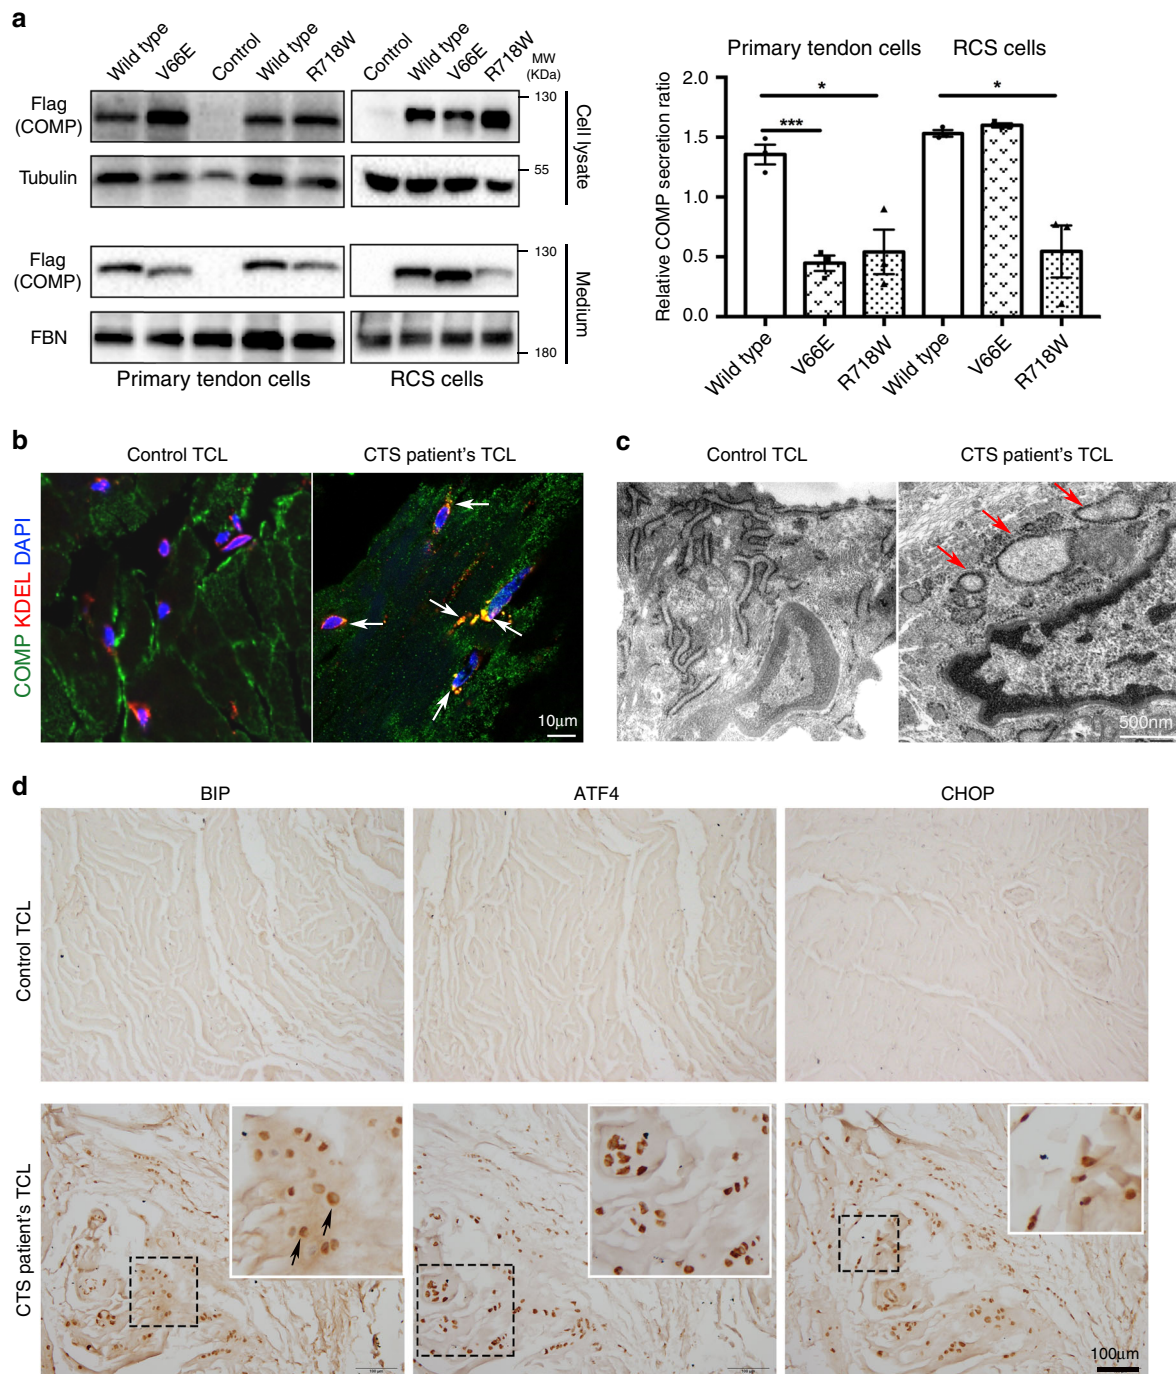 a
Wild type
V66E
Control
Wild type
R718W
Control
Wild type
V66E
R718W
MW
(KDa)
Flag
(COMP)
130
Tubulin
55
Cell lysate
Flag
(COMP)
130
FBN
180
Medium
Primary tendon cells
RCS cells
Primary tendon cells
RCS cells
Relative COMP secretion ratio
2.0
1.5
1.0
0.5
0.0
*
***
*
Wild type
V66E
R718W
Wild type
V66E
R718W
b
Control TCL
CTS patient's TCL
COMP KDEL DAPI
10μm
c
Control TCL
CTS patient's TCL
500nm
d
BIP
ATF4
CHOP
Control TCL
CTS patient's TCL
100 μm
100 μm
100μm